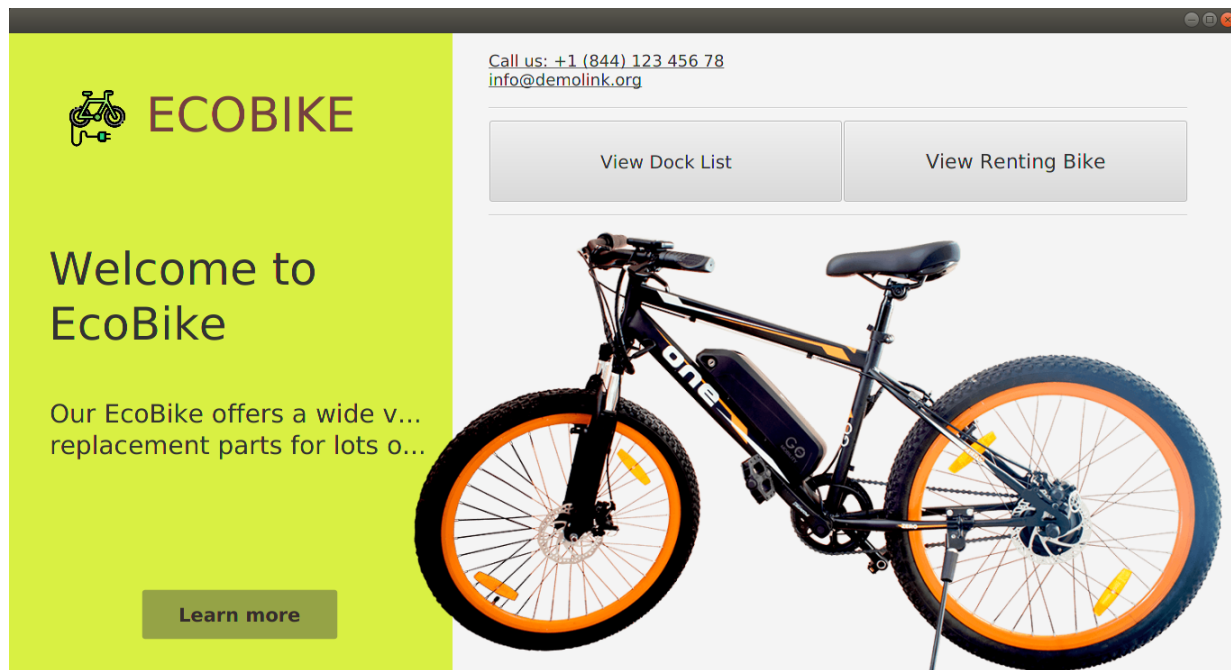 ECOBIKE
Welcome to
EcoBike
Our EcoBike offers a wide v...
replacement parts for lots o...
Learn more
Call us: +1 (844) 123 456 78
info@demolink.org
View Dock List
View Renting Bike
one
GO
GO